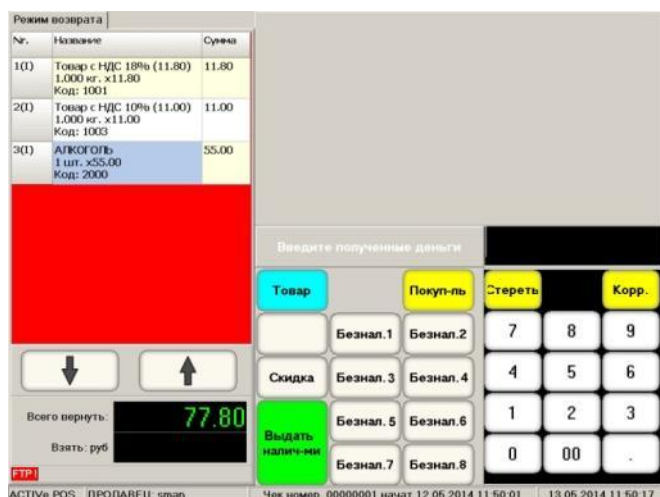 Режим возврата
Nr. Название Сумма
1(I) Товар с НДС 18% (11.80) 11.80
1.000 кг. x11.80
Код: 1001
2(I) Товар с НДС 10% (11.00) 11.00
1.000 кг. x11.00
Код: 1003
3(I) АЛКОГОЛЬ 55.00
1 шт. x55.00
Код: 2000
Введите полученные деньги
Товар Покуп-ль Стереть Корр.
Безнал.1 Безнал.2 7 8 9
Скидка Безнал.3 Безнал.4 4 5 6
Всего вернуть: 77.80
Взять: руб
Выдать
налич-ми
Безнал.5 Безнал.6 1 2 3
Безнал.7 Безнал.8 0 00 .
FTP!
ACTIVe POS ПРОДАВЕЦ: sman Чек номер 00000001 начат 12.05.2014 11:50:01 13.05.2014 11:50:17